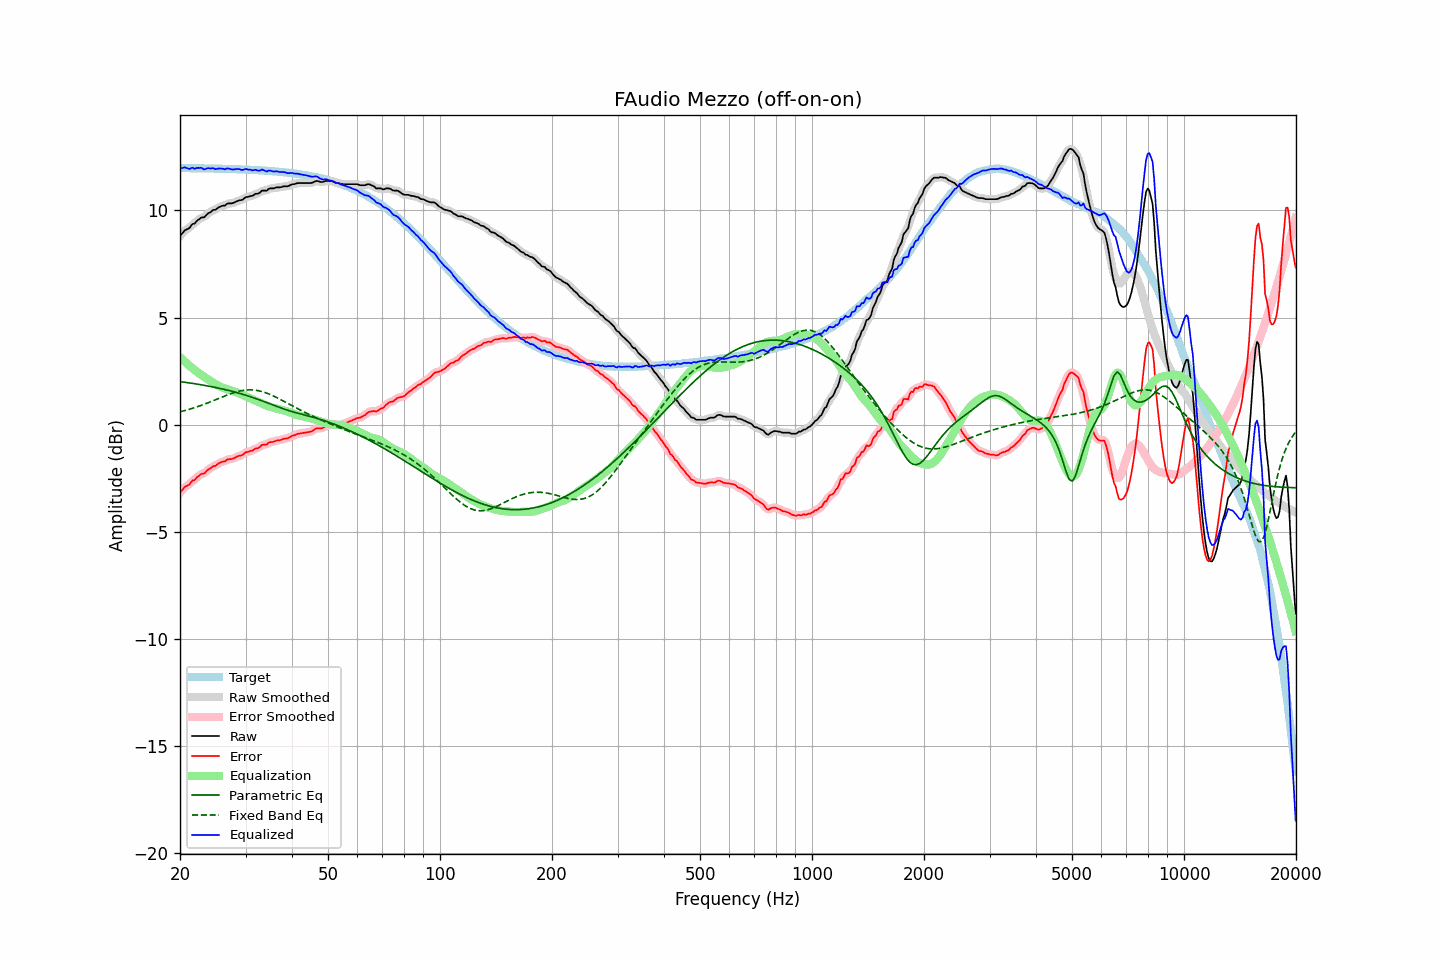 FAudio Mezzo (off-on-on)
Amplitude (dBr)
10
5
0
−5
−10
−15
−20
Target
Raw Smoothed
Error Smoothed
Raw
Error
Equalization
Parametric Eq
Fixed Band Eq
Equalized
20 50 100 200 500 1000 2000 5000 10000 20000
Frequency (Hz)